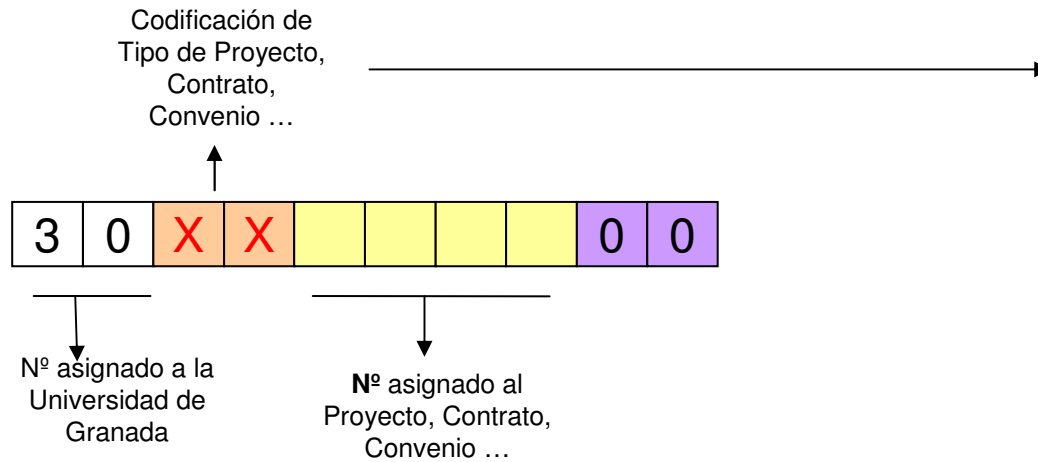 Codificación de
Tipo de Proyecto,
Contrato,
Convenio …
3 0 X X 0 0
Nº asignado a la
Universidad de
Granada
Nº asignado al
Proyecto, Contrato,
Convenio …